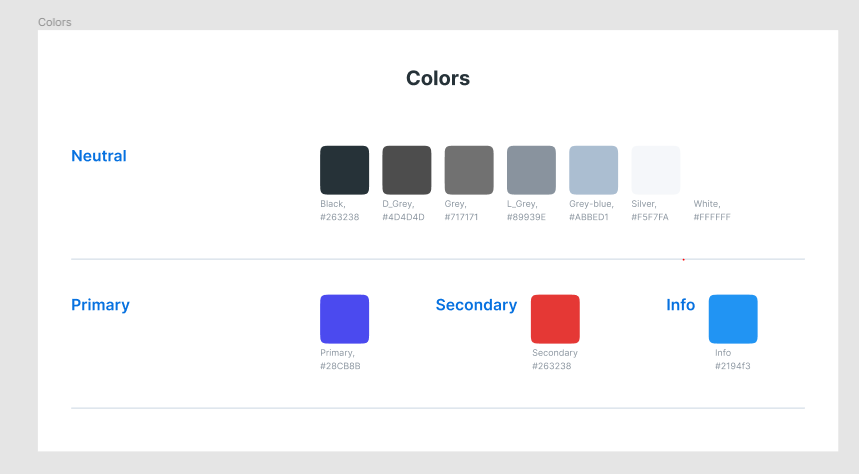 Colors
Colors
Neutral
Black,
#263238
D_Grey,
#4D4D4D
Grey,
#717171
L_Grey,
#89939E
Grey-blue,
#ABBED1
Silver,
#F5F7FA
White,
#FFFFFF
Primary
Primary,
#28CB8B
Secondary
Secondary
#263238
Info
Info
#2194f3